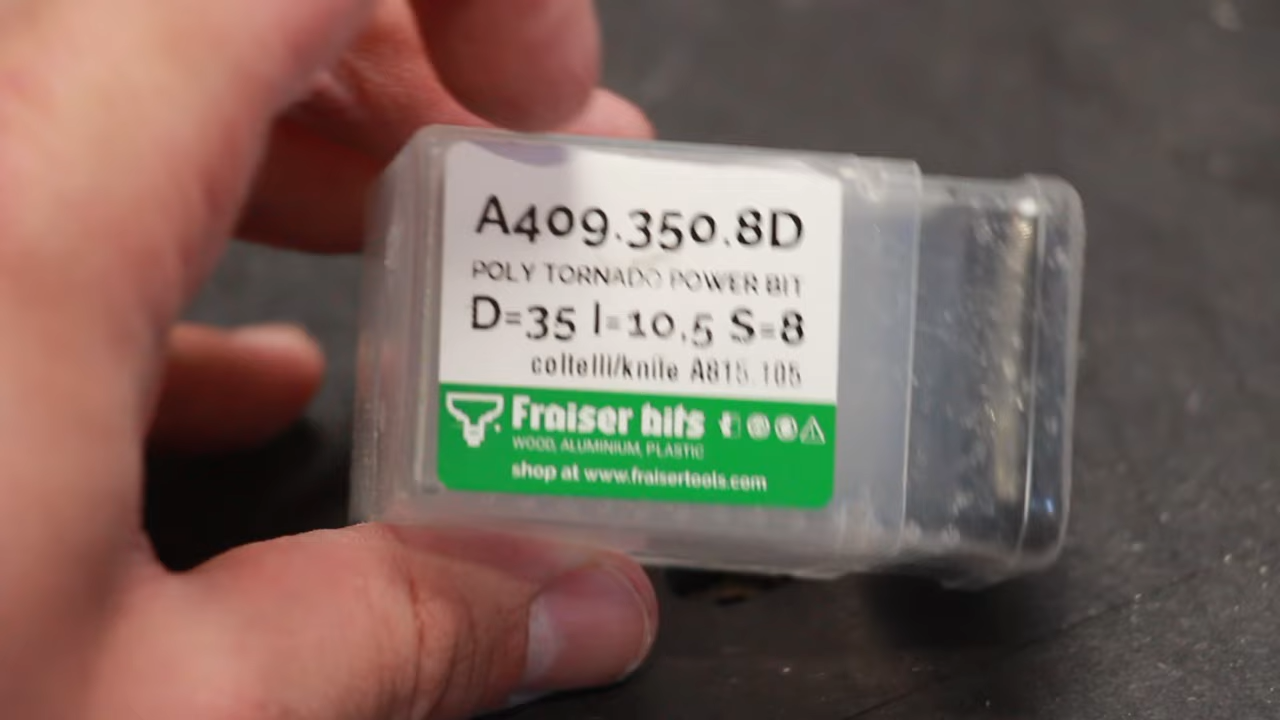 A409.350.8D
POLY TORNADO POWER BIT
D=35 l=10.5 S=8
coltelli/knife A815.105
Fraiser bits
WOOD, ALUMINIUM, PLASTIC
shop at www.fraisertools.com